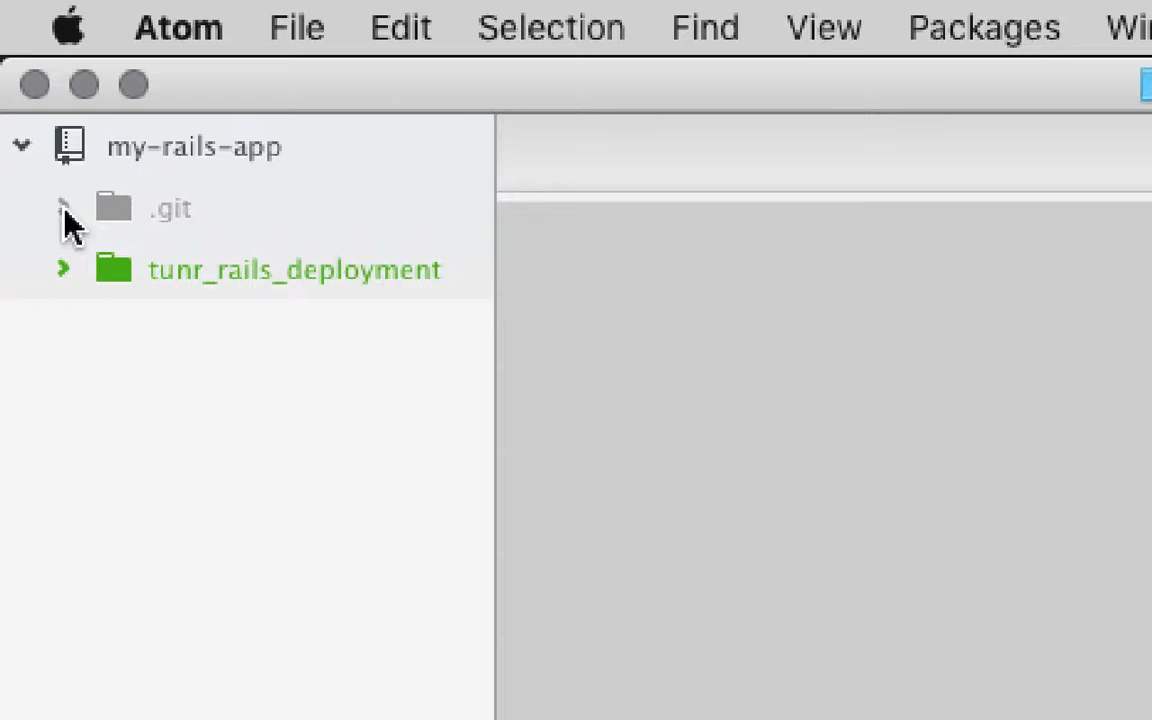 Atom File Edit Selection Find View Packages
my-rails-app
.git
tunr_rails_deployment